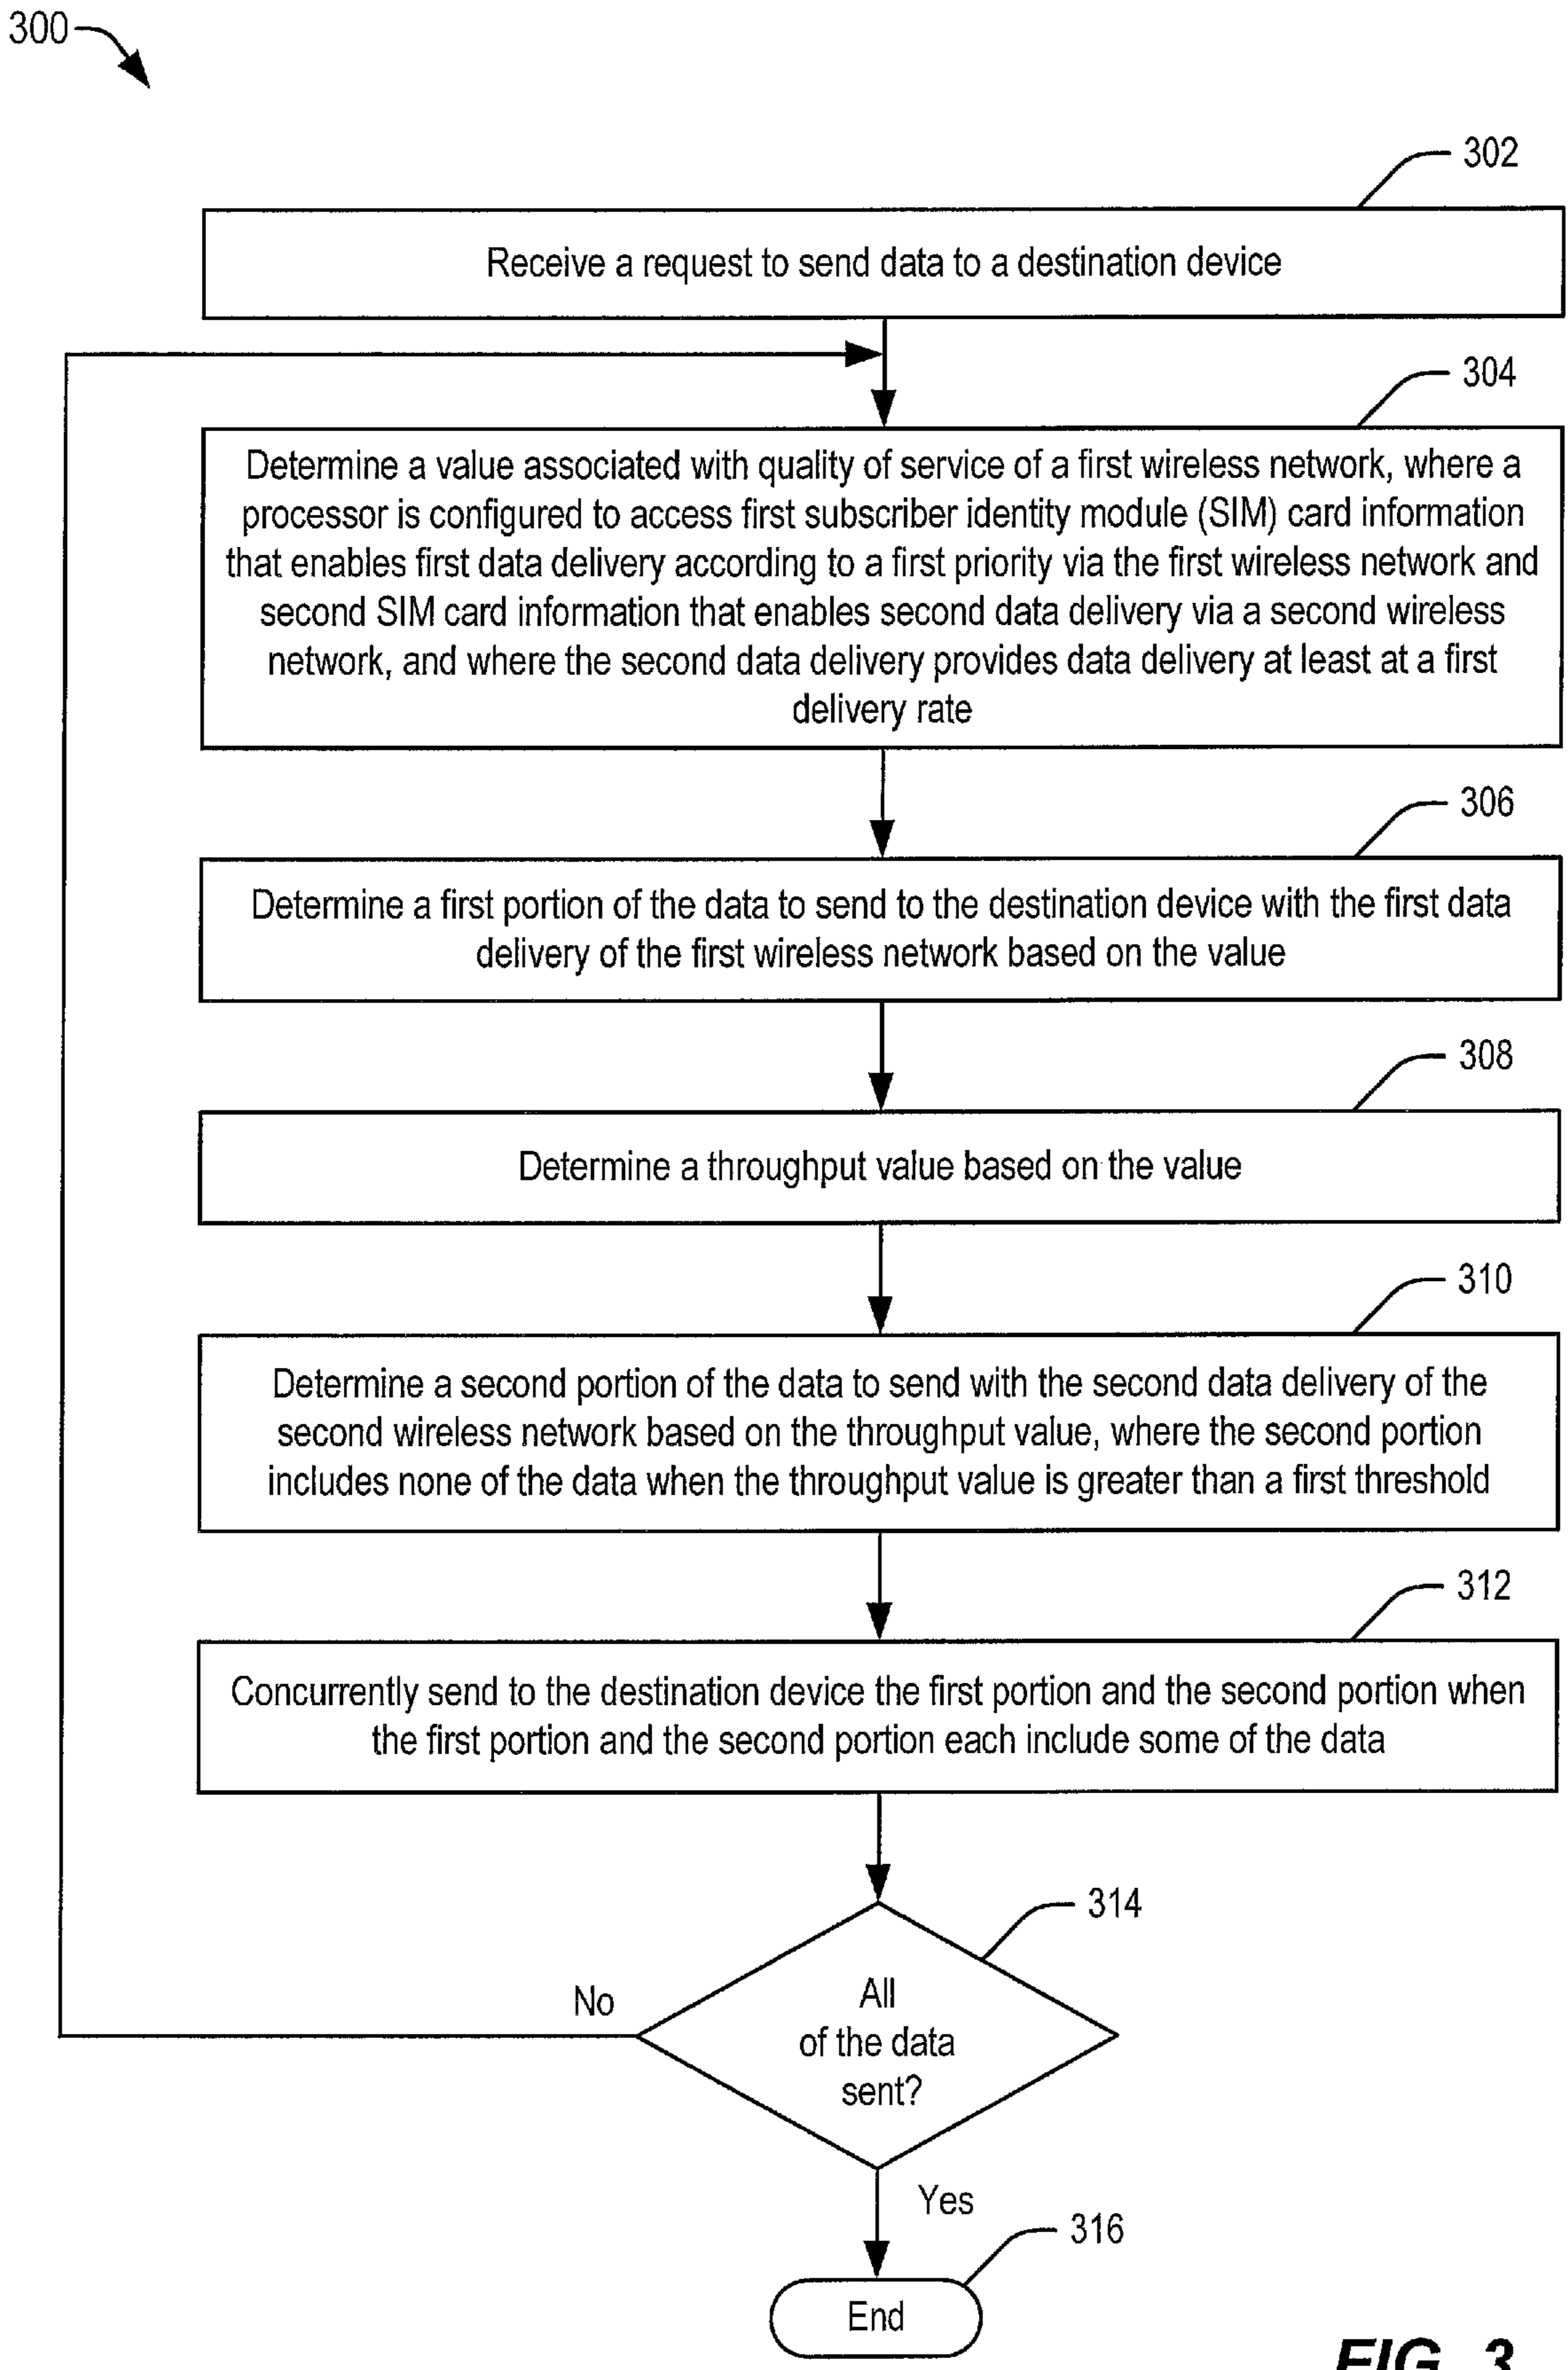 300
302
Receive a request to send data to a destination device
304
Determine a value associated with quality of service of a first wireless network, where a
processor is configured to access first subscriber identity module (SIM) card information
that enables first data delivery according to a first priority via the first wireless network and
second SIM card information that enables second data delivery via a second wireless
network, and where the second data delivery provides data delivery at least at a first
delivery rate
306
Determine a first portion of the data to send to the destination device with the first data
delivery of the first wireless network based on the value
308
Determine a throughput value based on the value
310
Determine a second portion of the data to send with the second data delivery of the
second wireless network based on the throughput value, where the second portion
includes none of the data when the throughput value is greater than a first threshold
312
Concurrently send to the destination device the first portion and the second portion when
the first portion and the second portion each include some of the data
314
No
All
of the data
sent?
Yes
316
End
FIG. 3